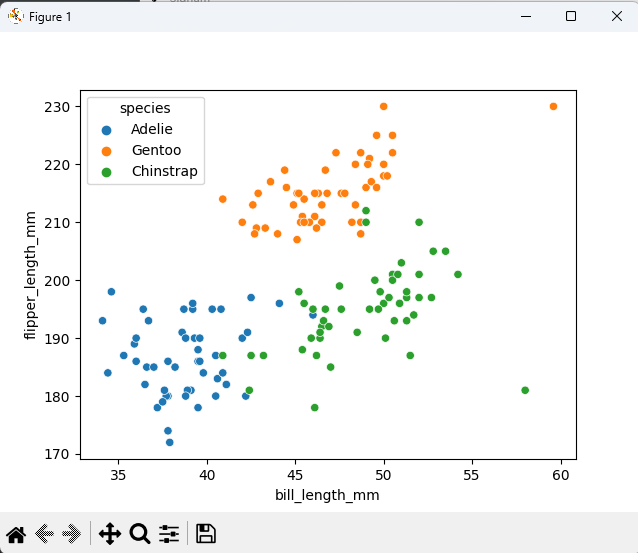 Figure 1
species
Adelie
Gentoo
Chinstrap
230
220
210
200
190
180
170
flipper_length_mm
35 40 45 50 55 60
bill_length_mm